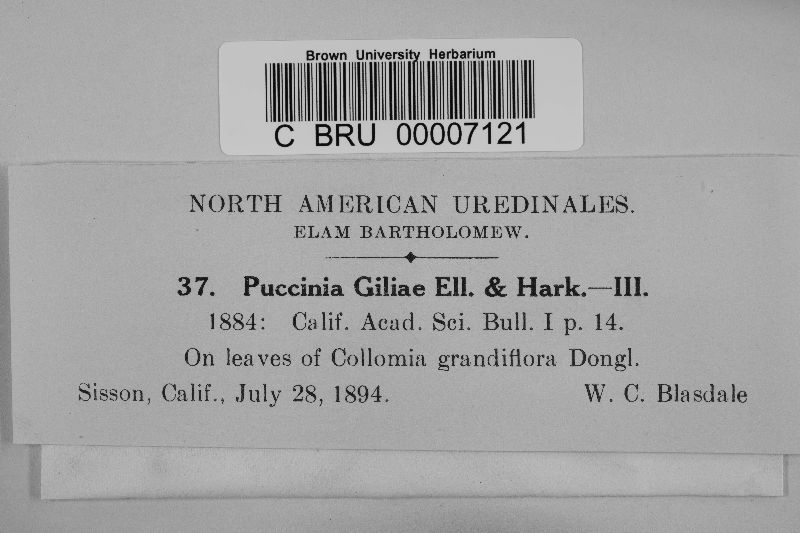 Brown University Herbarium
C BRU 00007121
NORTH AMERICAN UREDINALES.
ELAM BARTHOLOMEW.
37. Puccinia Giliae Ell. & Hark.—III.
1884: Calif. Acad. Sci. Bull. I p. 14.
On leaves of Collomia grandiflora Dongl.
Sisson, Calif., July 28, 1894. W. C. Blasdale